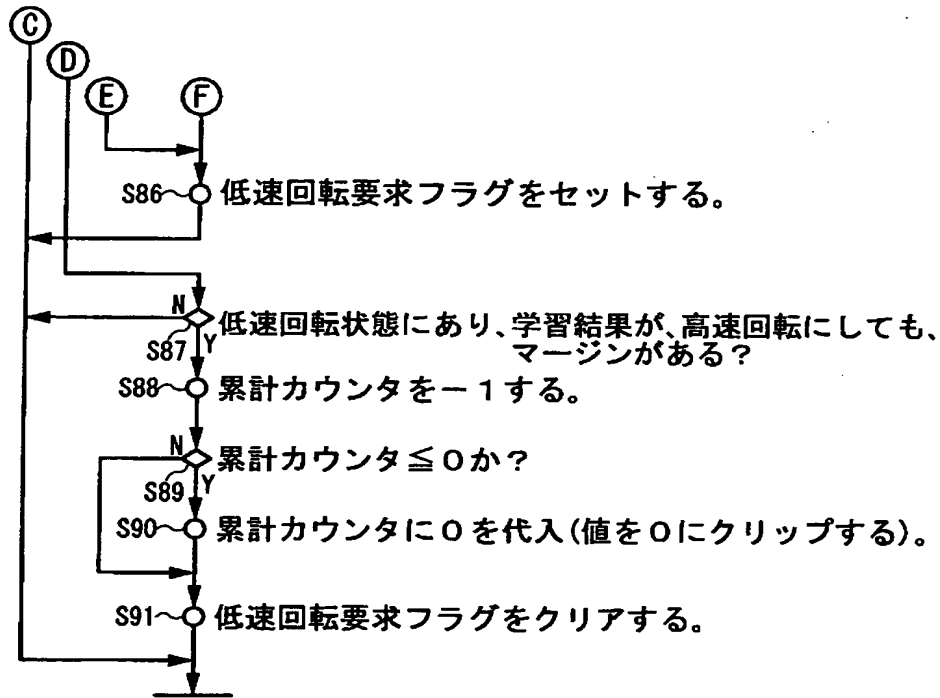 C
D
E F
S86 低速回転要求フラグをセットする。
N
S87 Y 低速回転状態にあり、学習結果が、高速回転にしても、
マージンがある?
S88 累計カウンタを－1する。
N
S89 Y 累計カウンタ≦0か?
S90 累計カウンタに0を代入(値を0にクリップする)。
S91 低速回転要求フラグをクリアする。